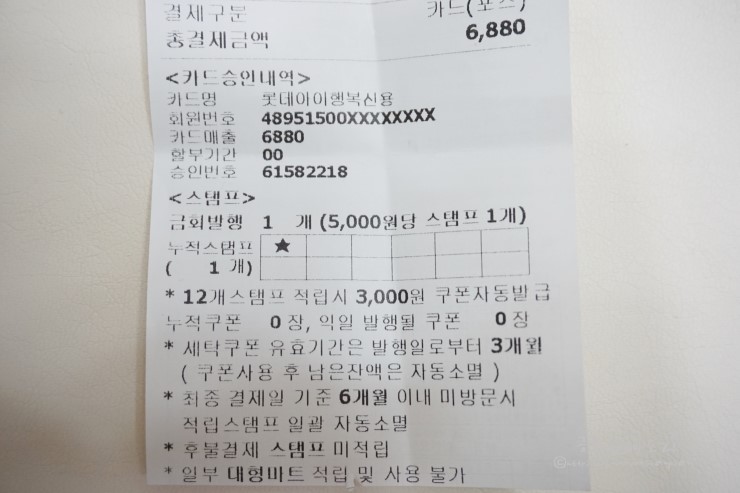 결제구분 카드(포스)
총결제금액 6,880
<카드승인내역>
카드명 롯데아이행복신용
회원번호 48951500XXXXXXXX
카드매출 6880
할부기간 00
승인번호 61582218
<스탬프>
금회발행 1 개 (5,000원당 스탬프 1개)
누적스탬프 ★
( 1 개)
* 12개스탬프 적립시 3,000원 쿠폰자동발급
누적쿠폰 0 장, 익일 발행될 쿠폰 0 장
* 세탁쿠폰 유효기간은 발행일로부터 3개월
( 쿠폰사용 후 남은잔액은 자동소멸 )
* 최종 결제일 기준 6개월 이내 미방문시
적립스탬프 일괄 자동소멸
* 후불결제 스탬프 미적립
* 일부 대형마트 적립 및 사용 불가